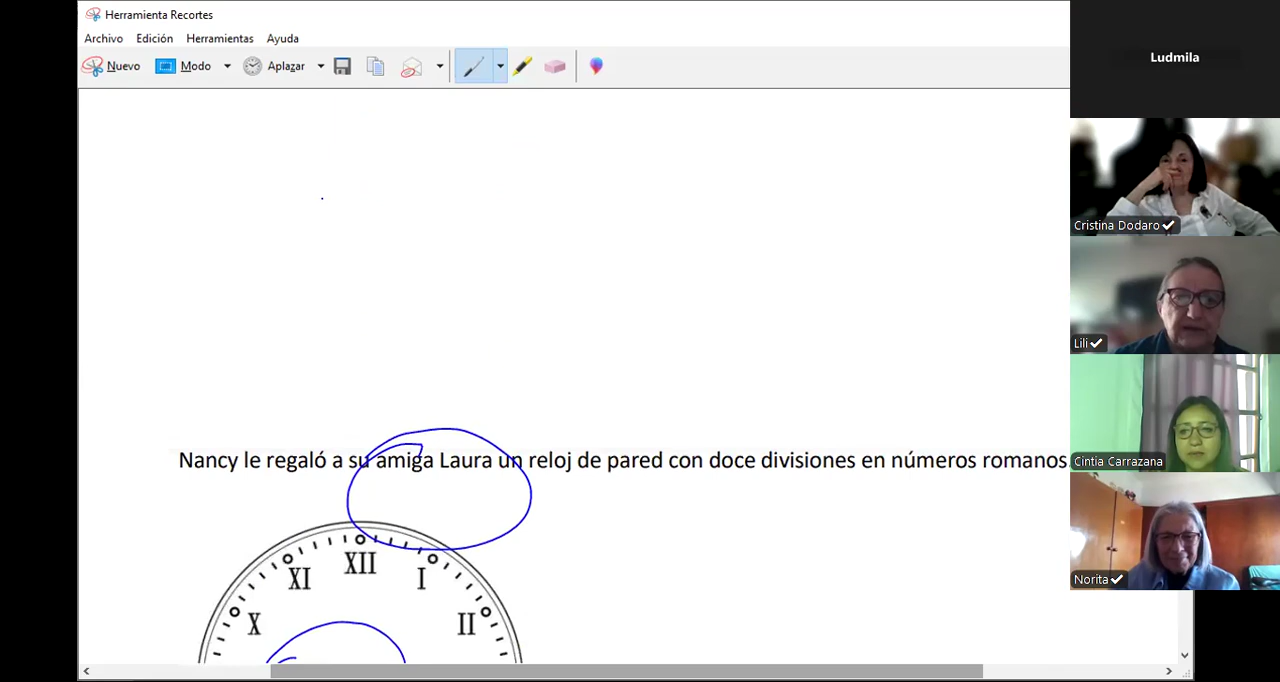 Herramienta Recortes
Archivo Edición Herramientas Ayuda
Nuevo Modo Aplazar
Nancy le regaló a su amiga Laura un reloj de pared con doce divisiones en números romanos.
XII
XI I
X II
Ludmila
Cristina Dodaro
Lili
Cintia Carrazana
Norita